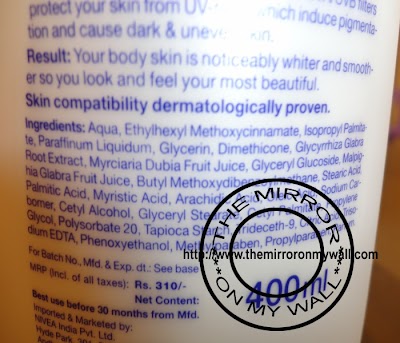 protect your skin from UV- UVB filters
which induce pigmenta-
tion and cause dark & uneven skin.
Result: Your body skin is noticeably whiter and smooth-
er so you look and feel your most beautiful.
Skin compatibility dermatologically proven.
Ingredients: Aqua, Ethylhexyl Methoxycinnamate, Isopropyl Palmita-
te, Paraffinum Liquidum, Glycerin, Dimethicone, Glycyrrhiza Glabra
Root Extract, Myrciaria Dubia Fruit Juice, Glyceryl Glucoside, Malpig-
hia Glabra Fruit Juice, Butyl Methoxydibenzoylmethane, Stearic Acid,
Palmitic Acid, Myristic Acid, Arachidic Sodium Car-
bomer, Cetyl Alcohol, Glyceryl Stearate, Cetyl Palmitate, Propylene
Glycol, Polysorbate 20, Tapioca Starch, Trideceth-9,
dium EDTA, Phenoxyethanol, Methylparaben, Propylparaben,
For Batch No., Mfd. & Exp. dt.: See base
MRP (Incl. of all taxes): Rs. 310/-
Net Content: 400ml
Best use before 30 months from Mfd.
Imported & Marketed by:
NIVEA India Pvt. Ltd.
Hyde Park,
THE MIRROR
http://www.themirroronmywall.com
ON MY WALL